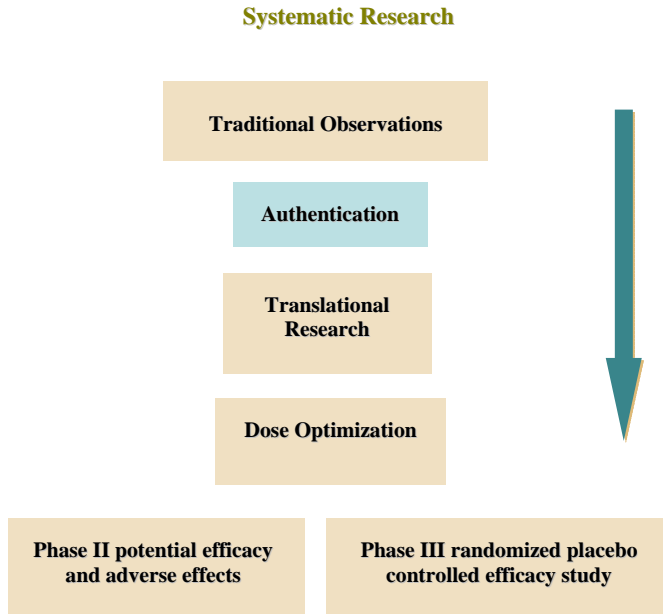 Systematic Research
Traditional Observations
Authentication
Translational
Research
Dose Optimization
Phase II potential efficacy
and adverse effects
Phase III randomized placebo
controlled efficacy study